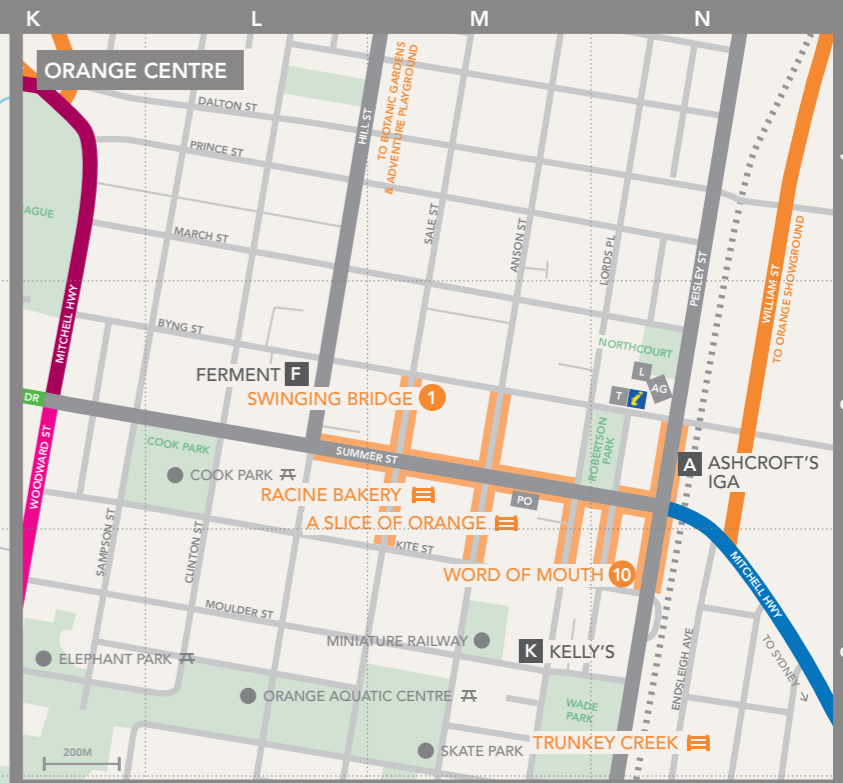 K
L
M
N
ORANGE CENTRE
DALTON ST
PRINCE ST
HILL ST
TO BOTANIC GARDENS
& ADVENTURE PLAYGROUND
EAGUE
MARCH ST
SALE ST
ANSON ST
LORDS PL
PEISLEY ST
WILLIAM ST
TO ORANGE SHOWGROUND
MITCHELL HWY
BYNG ST
NORTHCOURT
FERMENT F
L
AG
T i
SWINGING BRIDGE 1
DR
WOODWARD ST
COOK PARK
SUMMER ST
ROBERTSON
PARK
A ASHCROFT'S
IGA
COOK PARK
RACINE BAKERY
PO
A SLICE OF ORANGE
SAMPSON ST
CLINTON ST
KITE ST
WORD OF MOUTH 10
MITCHELL HWY
MOULDER ST
MINIATURE RAILWAY
K KELLY'S
ENDSLEIGH AVE
TO SYDNEY
ELEPHANT PARK
ORANGE AQUATIC CENTRE
WADE
PARK
200M
SKATE PARK
TRUNKEY CREEK